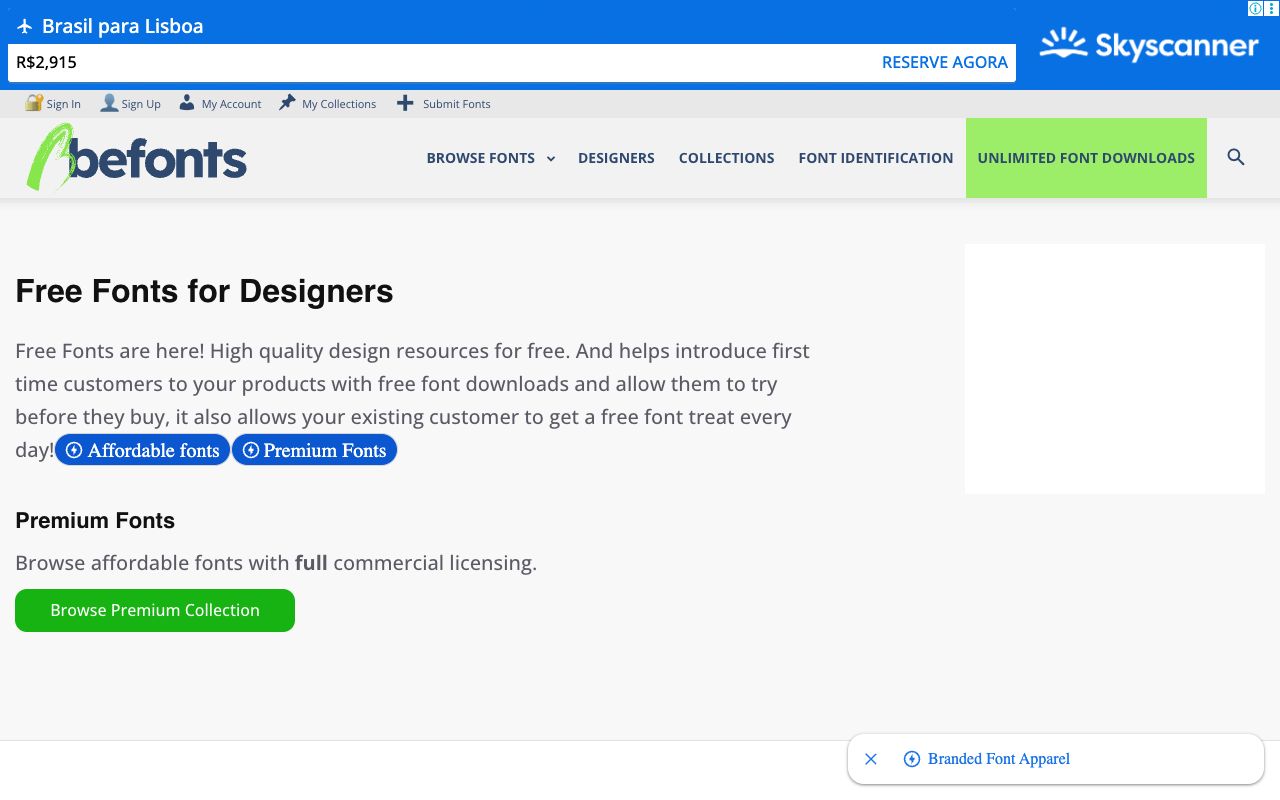 Brasil para Lisboa
R$2,915
RESERVE AGORA
Skyscanner
Sign In
Sign Up
My Account
My Collections
Submit Fonts
befonts
BROWSE FONTS
DESIGNERS
COLLECTIONS
FONT IDENTIFICATION
UNLIMITED FONT DOWNLOADS
Free Fonts for Designers
Free Fonts are here! High quality design resources for free. And helps introduce first
time customers to your products with free font downloads and allow them to try
before they buy, it also allows your existing customer to get a free font treat every
day! Affordable fonts Premium Fonts
Premium Fonts
Browse affordable fonts with full commercial licensing.
Browse Premium Collection
Branded Font Apparel